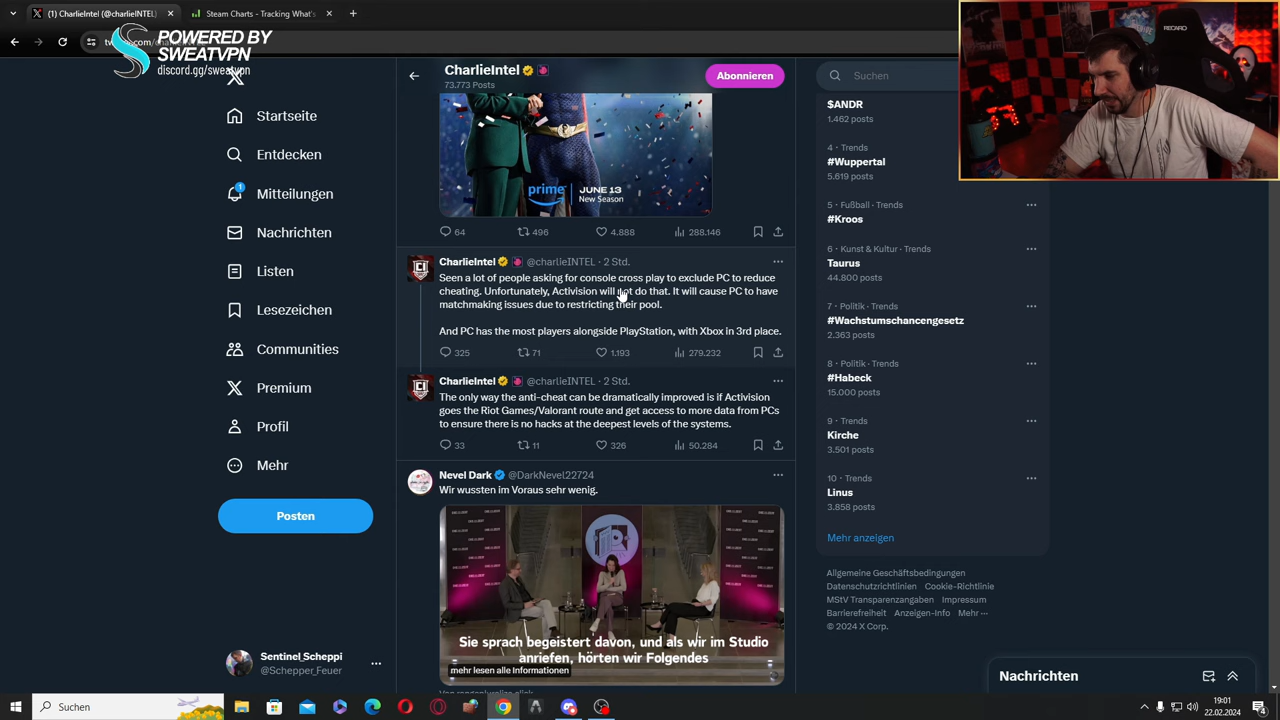 (1) CharlieIntel (@charlieINTEL)
Steam Charts - Tracking What's
POWERED BY
SWEATVPN
discord.gg/sweatvpn
Startseite
Entdecken
1
Mitteilungen
Nachrichten
Listen
Lesezeichen
Communities
Premium
Profil
Mehr
Posten
Sentinel_Scheppi
@Schepper_Feuer
CharlieIntel
73.773 Posts
Abonnieren
prime
JUNE 13
New Season
64
496
4.888
288.146
CharlieIntel @charlieINTEL · 2 Std.
Seen a lot of people asking for console cross play to exclude PC to reduce
cheating. Unfortunately, Activision will not do that. It will cause PC to have
matchmaking issues due to restricting their pool.
And PC has the most players alongside PlayStation, with Xbox in 3rd place.
325
71
1.193
279.232
CharlieIntel @charlieINTEL · 2 Std.
The only way the anti-cheat can be dramatically improved is if Activision
goes the Riot Games/Valorant route and get access to more data from PCs
to ensure there is no hacks at the deepest levels of the systems.
33
11
326
50.284
Nevel Dark @DarkNevel22724
Wir wussten im Voraus sehr wenig.
Sie sprach begeistert davon, und als wir im Studio
anriefen, hörten wir Folgendes
mehr lesen alle Informationen
Suchen
$ANDR
1.462 posts
4 · Trends
#Wuppertal
5.619 posts
5 · Fußball · Trends
#Kroos
6 · Kunst & Kultur · Trends
Taurus
44.800 posts
7 · Politik · Trends
#Wachstumschancengesetz
2.363 posts
8 · Politik · Trends
#Habeck
15.000 posts
9 · Trends
Kirche
3.501 posts
10 · Trends
Linus
3.858 posts
Mehr anzeigen
Allgemeine Geschäftsbedingungen
Datenschutzrichtlinien Cookie-Richtlinie
MStV Transparenzangaben Impressum
Barrierefreiheit Anzeigen-Info Mehr ···
© 2024 X Corp.
RECARO
Nachrichten
Suchen
19:01
22.02.2024
4